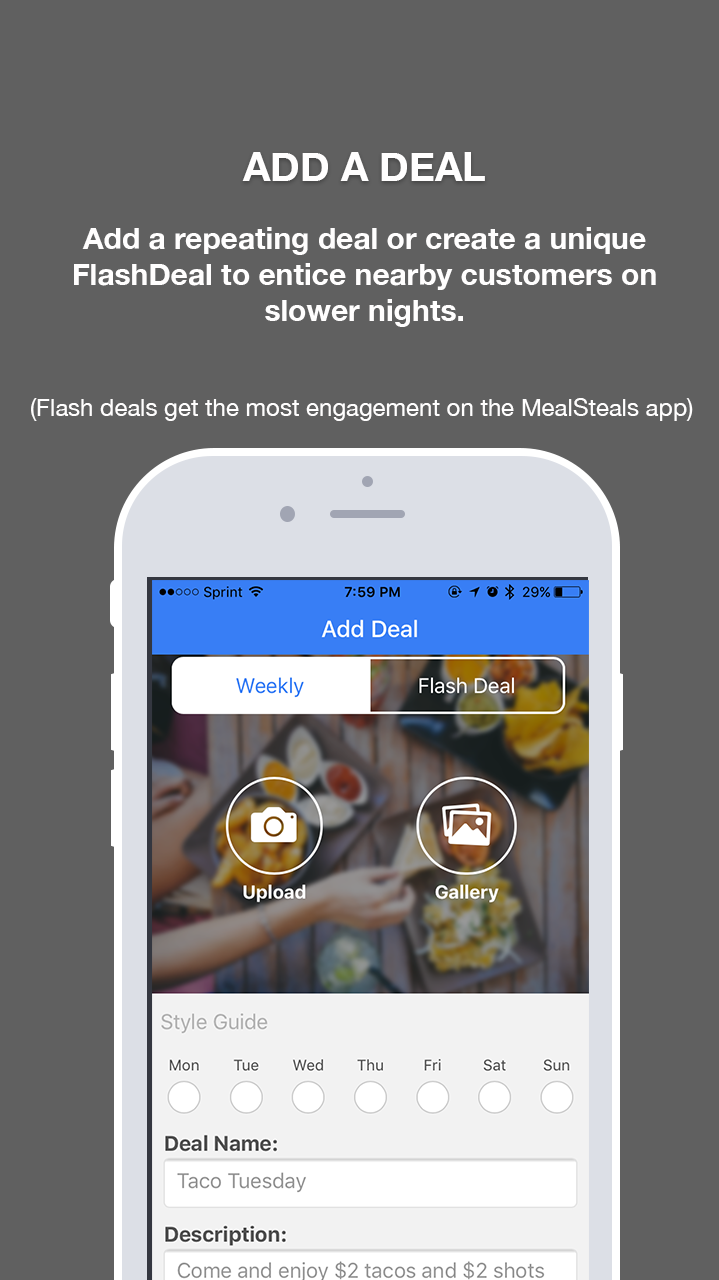 ADD A DEAL
Add a repeating deal or create a unique
FlashDeal to entice nearby customers on
slower nights.
(Flash deals get the most engagement on the MealSteals app)
Sprint 7:59 PM 29%
Add Deal
Weekly Flash Deal
Upload Gallery
Style Guide
Mon Tue Wed Thu Fri Sat Sun
Deal Name:
Taco Tuesday
Description:
Come and enjoy $2 tacos and $2 shots